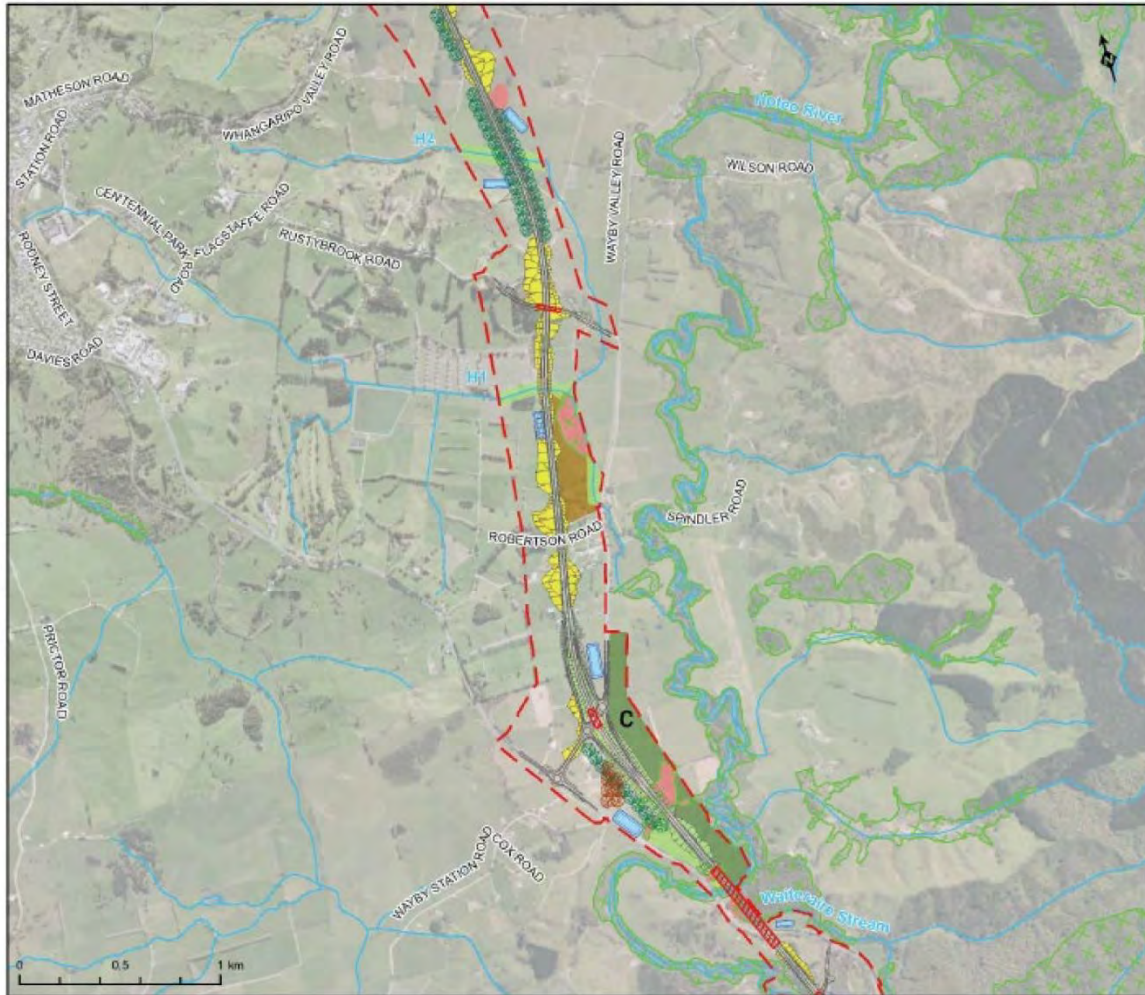 N
MATHESON ROAD
STATION ROAD
WHANGARIPO VALLEY ROAD
H2
Hoteo River
WILSON ROAD
WAYBY VALLEY ROAD
CENTENNIAL PARK ROAD
FLAGSTAFFE ROAD
RUSTYBROOK ROAD
RODNEY STREET
DAVIES ROAD
H1
SPINDLER ROAD
ROBERTSON ROAD
PRICTOR ROAD
C
WAYBY STATION ROAD
COX ROAD
Waiteraire Stream
0 0.5 1 km